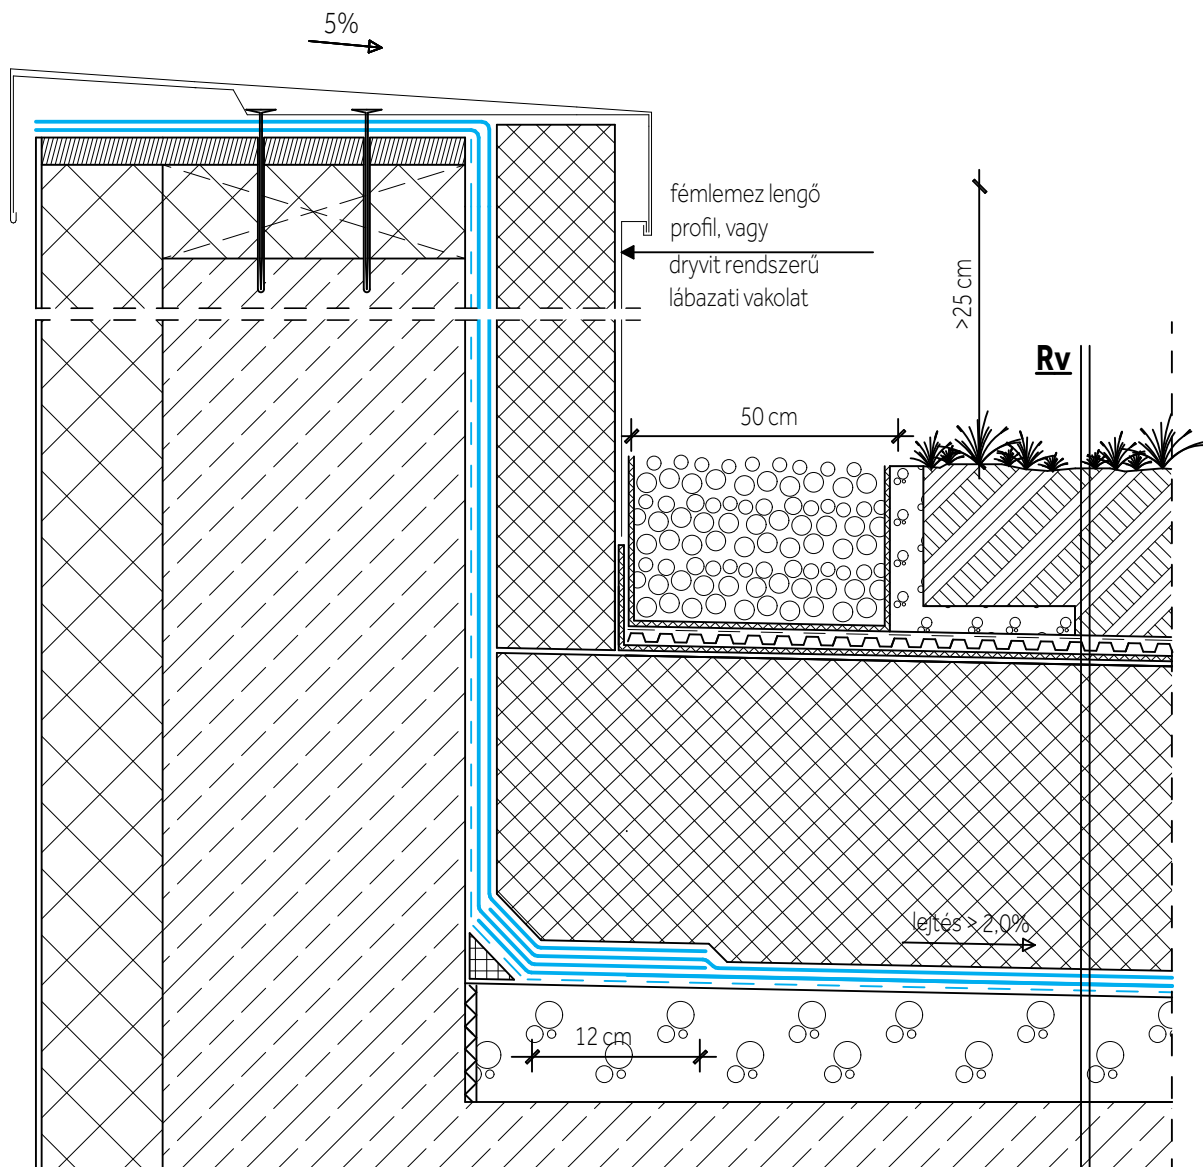 5%
fémlemez lengő
profil, vagy
dryvit rendszerű
lábazati vakolat
>25 cm
Rv
50 cm
lejtés > 2,0%
12 cm